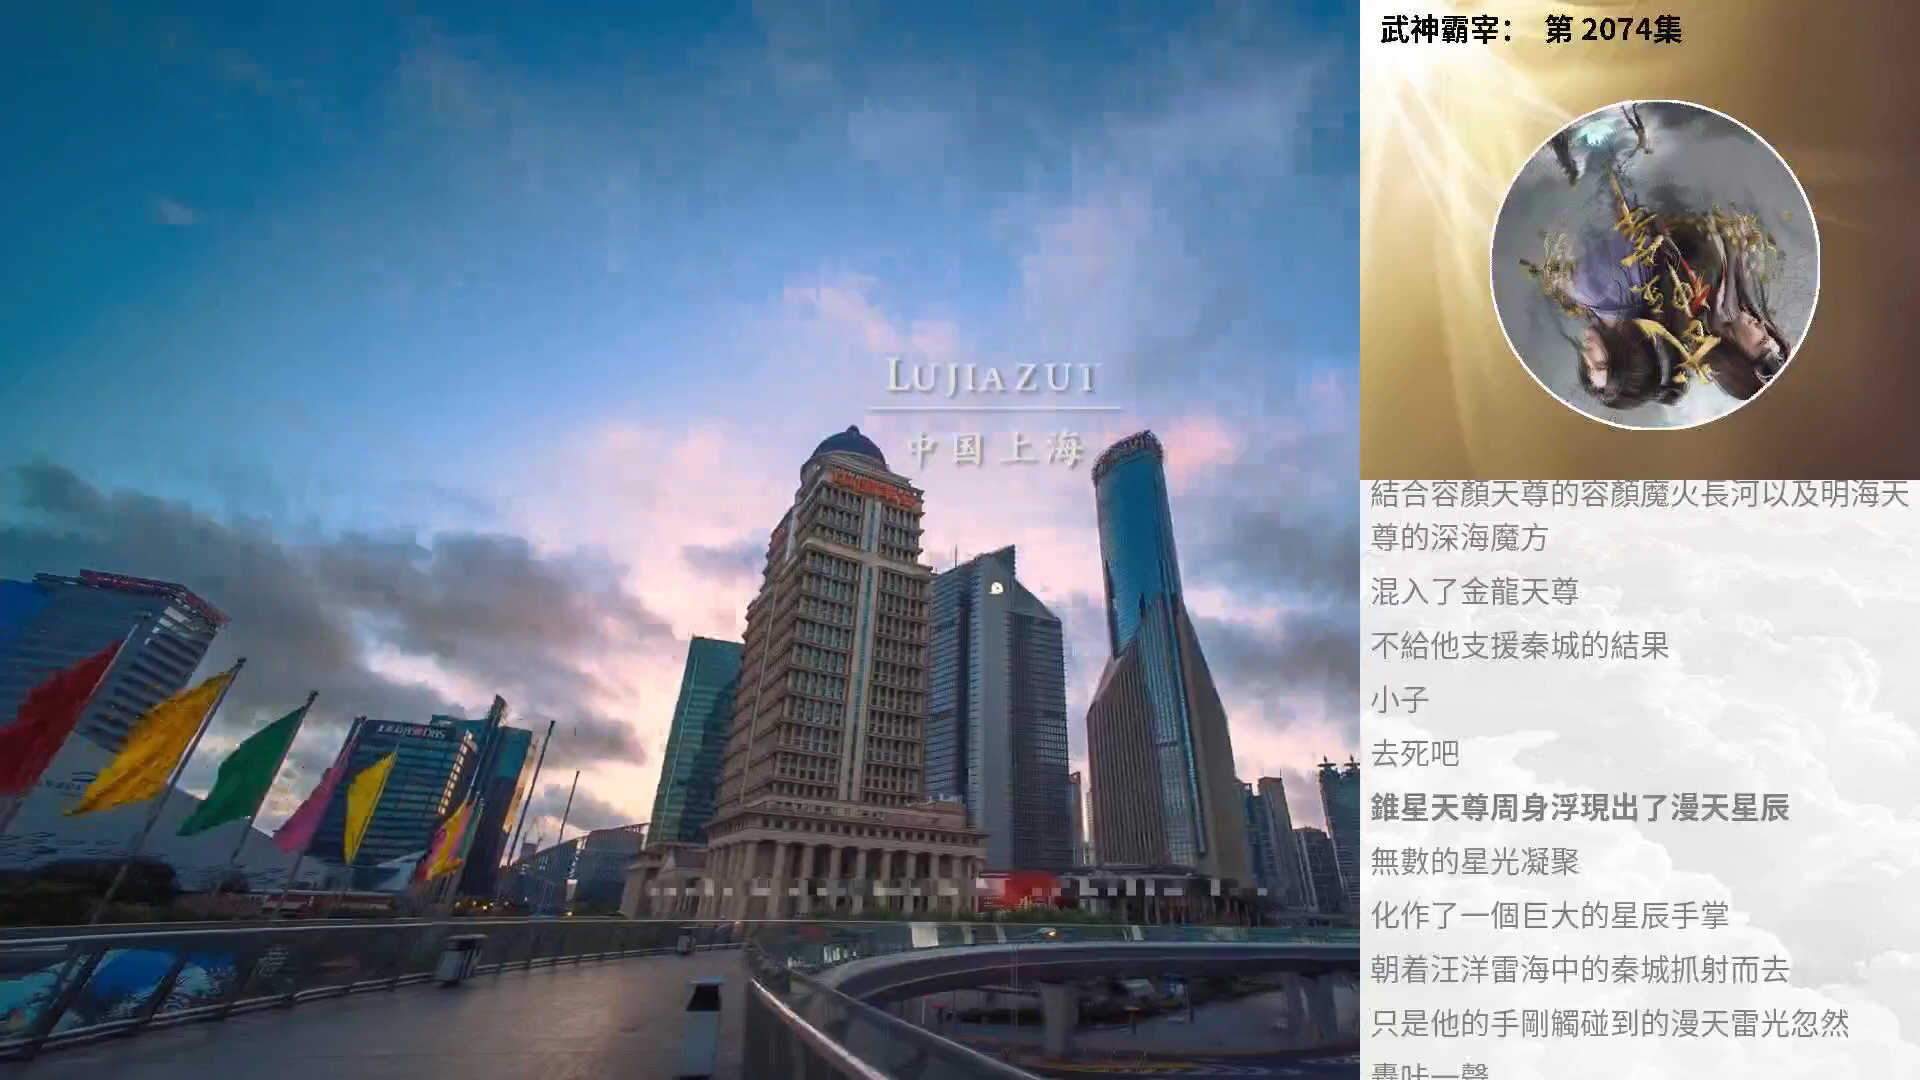 LUJIAZUI
中国上海
武神霸宰： 第 2074集
結合容顏天尊的容顏魔火長河以及明海天
尊的深海魔方
混入了金龍天尊
不給他支援秦城的結果
小子
去死吧
錐星天尊周身浮現出了漫天星辰
無數的星光凝聚
化作了一個巨大的星辰手掌
朝着汪洋雷海中的秦城抓射而去
只是他的手剛觸碰到的漫天雷光忽然
轟咔一聲